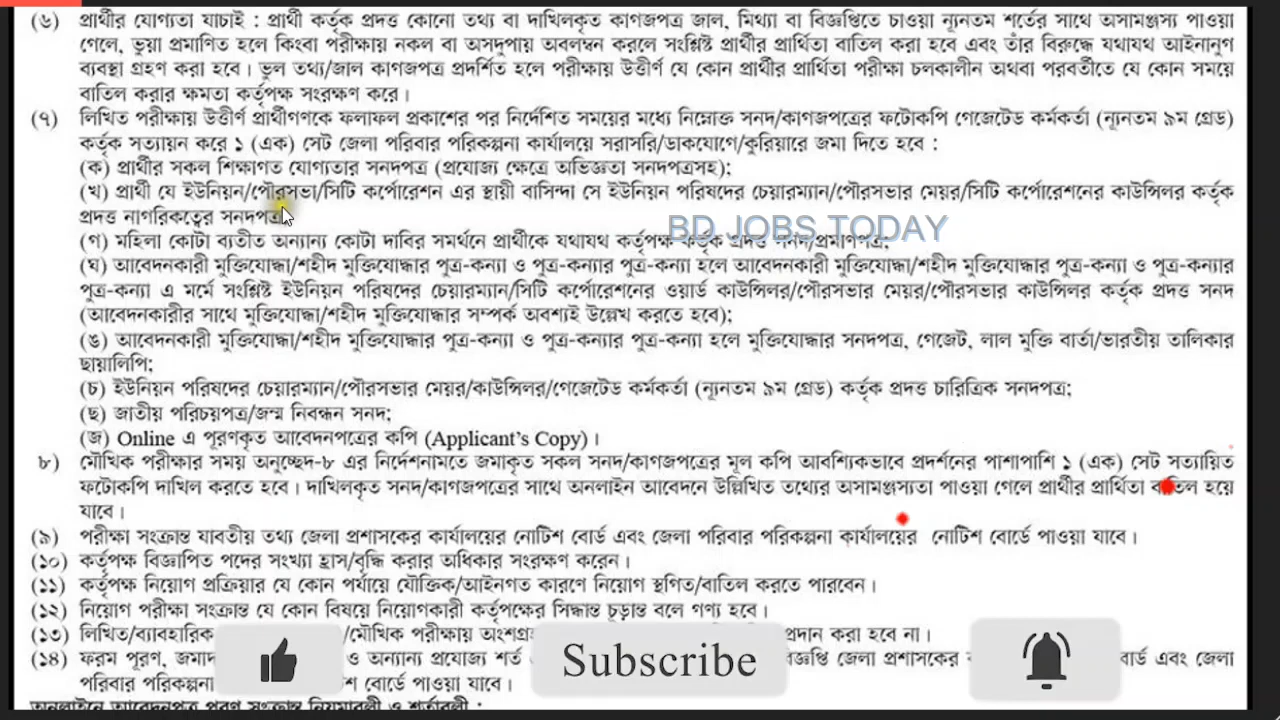 (৬) প্রার্থীর যোগ্যতা যাচাই : প্রার্থী কর্তৃক প্রদত্ত কোনো তথ্য বা দাখিলকৃত কাগজপত্র জাল, মিথ্যা বা বিজ্ঞপ্তিতে চাওয়া ন্যূনতম শর্তের সাথে অসামঞ্জস্য পাওয়া
গেলে, ভুয়া প্রমাণিত হলে কিংবা পরীক্ষায় নকল বা অসদুপায় অবলম্বন করলে সংশ্লিষ্ট প্রার্থীর প্রার্থিতা বাতিল করা হবে এবং তাঁর বিরুদ্ধে যথাযথ আইনানুগ
ব্যবস্থা গ্রহণ করা হবে। ভুল তথ্য/জাল কাগজপত্র প্রদর্শিত হলে পরীক্ষায় উত্তীর্ণ যে কোন প্রার্থীর প্রার্থিতা পরীক্ষা চলকালীন অথবা পরবর্তীতে যে কোন সময়ে
বাতিল করার ক্ষমতা কর্তৃপক্ষ সংরক্ষণ করে।
(৭) লিখিত পরীক্ষায় উত্তীর্ণ প্রার্থীগণকে ফলাফল প্রকাশের পর নির্দেশিত সময়ের মধ্যে নিম্নোক্ত সনদ/কাগজপত্রের ফটোকপি গেজেটেড কর্মকর্তা (ন্যূনতম ৯ম গ্রেড)
কর্তৃক সত্যায়ন করে ১ (এক) সেট জেলা পরিবার পরিকল্পনা কার্যালয়ে সরাসরি/ডাকযোগে/কুরিয়ারে জমা দিতে হবে :
(ক) প্রার্থীর সকল শিক্ষাগত যোগ্যতার সনদপত্র (প্রযোজ্য ক্ষেত্রে অভিজ্ঞতা সনদপত্রসহ);
(খ) প্রার্থী যে ইউনিয়ন/পৌরসভা/সিটি কর্পোরেশন এর স্থায়ী বাসিন্দা সে ইউনিয়ন পরিষদের চেয়ারম্যান/পৌরসভার মেয়র/সিটি কর্পোরেশনের কাউন্সিলর কর্তৃক
প্রদত্ত নাগরিকত্বের সনদপত্র;
BD JOBS TODAY
(গ) মহিলা কোটা ব্যতীত অন্যান্য কোটা দাবির সমর্থনে প্রার্থীকে যথাযথ কর্তৃপক্ষ কর্তৃক প্রদত্ত সনদ/প্রমাণপত্র;
(ঘ) আবেদনকারী মুক্তিযোদ্ধা/শহীদ মুক্তিযোদ্ধার পুত্র-কন্যা ও পুত্র-কন্যার পুত্র-কন্যা হলে আবেদনকারী মুক্তিযোদ্ধা/শহীদ মুক্তিযোদ্ধার পুত্র-কন্যা ও পুত্র-কন্যার
পুত্র-কন্যা এ মর্মে সংশ্লিষ্ট ইউনিয়ন পরিষদের চেয়ারম্যান/সিটি কর্পোরেশনের ওয়ার্ড কাউন্সিলর/পৌরসভার মেয়র/পৌরসভার কাউন্সিলর কর্তৃক প্রদত্ত সনদ
(আবেদনকারীর সাথে মুক্তিযোদ্ধা/শহীদ মুক্তিযোদ্ধার সম্পর্ক অবশ্যই উল্লেখ করতে হবে);
(ঙ) আবেদনকারী মুক্তিযোদ্ধা/শহীদ মুক্তিযোদ্ধার পুত্র-কন্যা ও পুত্র-কন্যার পুত্র-কন্যা হলে মুক্তিযোদ্ধার সনদপত্র, গেজেট, লাল মুক্তি বার্তা/ভারতীয় তালিকার
ছায়ালিপি;
(চ) ইউনিয়ন পরিষদের চেয়ারম্যান/পৌরসভার মেয়র/কাউন্সিলর/গেজেটেড কর্মকর্তা (ন্যূনতম ৯ম গ্রেড) কর্তৃক প্রদত্ত চারিত্রিক সনদপত্র;
(ছ) জাতীয় পরিচয়পত্র/জন্ম নিবন্ধন সনদ;
(জ) Online এ পূরণকৃত আবেদনপত্রের কপি (Applicant's Copy)।
৮) মৌখিক পরীক্ষার সময় অনুচ্ছেদ-৮ এর নির্দেশনামতে জমাকৃত সকল সনদ/কাগজপত্রের মূল কপি আবশ্যিকভাবে প্রদর্শনের পাশাপাশি ১ (এক) সেট সত্যায়িত
ফটোকপি দাখিল করতে হবে। দাখিলকৃত সনদ/কাগজপত্রের সাথে অনলাইন আবেদনে উল্লিখিত তথ্যের অসামঞ্জস্যতা পাওয়া গেলে প্রার্থীর প্রার্থিতা বাতিল হয়ে
যাবে।
(৯) পরীক্ষা সংক্রান্ত যাবতীয় তথ্য জেলা প্রশাসকের কার্যালয়ের নোটিশ বোর্ড এবং জেলা পরিবার পরিকল্পনা কার্যালয়ের নোটিশ বোর্ডে পাওয়া যাবে।
(১০) কর্তৃপক্ষ বিজ্ঞাপিত পদের সংখ্যা হ্রাস/বৃদ্ধি করার অধিকার সংরক্ষণ করেন।
(১১) কর্তৃপক্ষ নিয়োগ প্রক্রিয়ার যে কোন পর্যায়ে যৌক্তিক/আইনগত কারণে নিয়োগ স্থগিত/বাতিল করতে পারবেন।
(১২) নিয়োগ পরীক্ষা সংক্রান্ত যে কোন বিষয়ে নিয়োগকারী কর্তৃপক্ষের সিদ্ধান্ত চূড়ান্ত বলে গণ্য হবে।
(১৩) লিখিত/ব্যাবহারিক /মৌখিক পরীক্ষায় প্রদান করা হবে না।
(১৪) ফরম পূরণ, ও অন্যান্য প্রযোজ্য শর্ত জেলা প্রশাসকের এবং জেলা
পরিবার পরিকল্পনা বোর্ডে পাওয়া যাবে।
Subscribe
অনলাইনে আবেদনপত্র পূরণ সংক্রান্ত নিয়মাবলী ও শর্তাবলী :